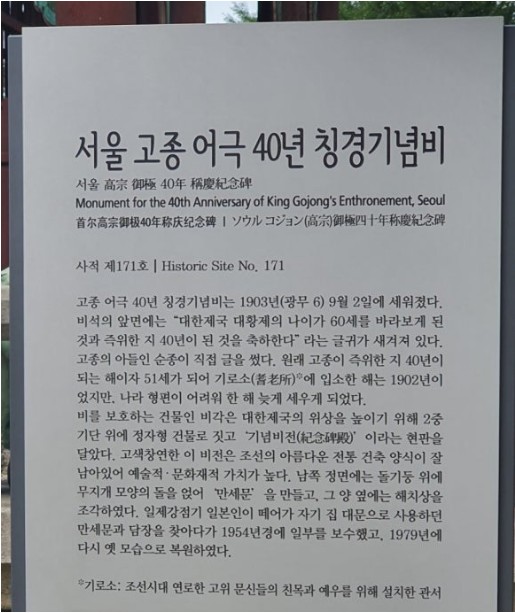 서울 고종 어극 40년 칭경기념비
서울 高宗 御極 40年 稱慶紀念碑
Monument for the 40th Anniversary of King Gojong's Enthronement, Seoul
首尔高宗御极40年称庆纪念碑 | ソウル コジョン(高宗)御極四十年称慶紀念碑
사적 제171호 | Historic Site No. 171
고종 어극 40년 칭경기념비는 1903년(광무 6) 9월 2일에 세워졌다.
비석의 앞면에는 “대한제국 대황제의 나이가 60세를 바라보게 된
것과 즉위한 지 40년이 된 것을 축하한다” 라는 글귀가 새겨져 있다.
고종의 아들인 순종이 직접 글을 썼다. 원래 고종이 즉위한 지 40년이
되는 해이자 51세가 되어 기로소(耆老所)*에 입소한 해는 1902년이
었지만, 나라 형편이 어려워 한 해 늦게 세우게 되었다.
비를 보호하는 건물인 비각은 대한제국의 위상을 높이기 위해 2중
기단 위에 정자형 건물로 짓고 ‘기념비전(紀念碑殿)’ 이라는 현판을
달았다. 고색창연한 이 비전은 조선의 아름다운 전통 건축 양식이 잘
남아있어 예술적·문화재적 가치가 높다. 남쪽 정면에는 돌기둥 위에
무지개 모양의 돌을 얹어 ‘만세문’ 을 만들고, 그 양 옆에는 해치상을
조각하였다. 일제강점기 일본인이 떼어가 자기 집 대문으로 사용하던
만세문과 담장을 찾아다가 1954년경에 일부를 보수했고, 1979년에
다시 옛 모습으로 복원하였다.
*기로소: 조선시대 연로한 고위 문신들의 친목과 예우를 위해 설치한 관서